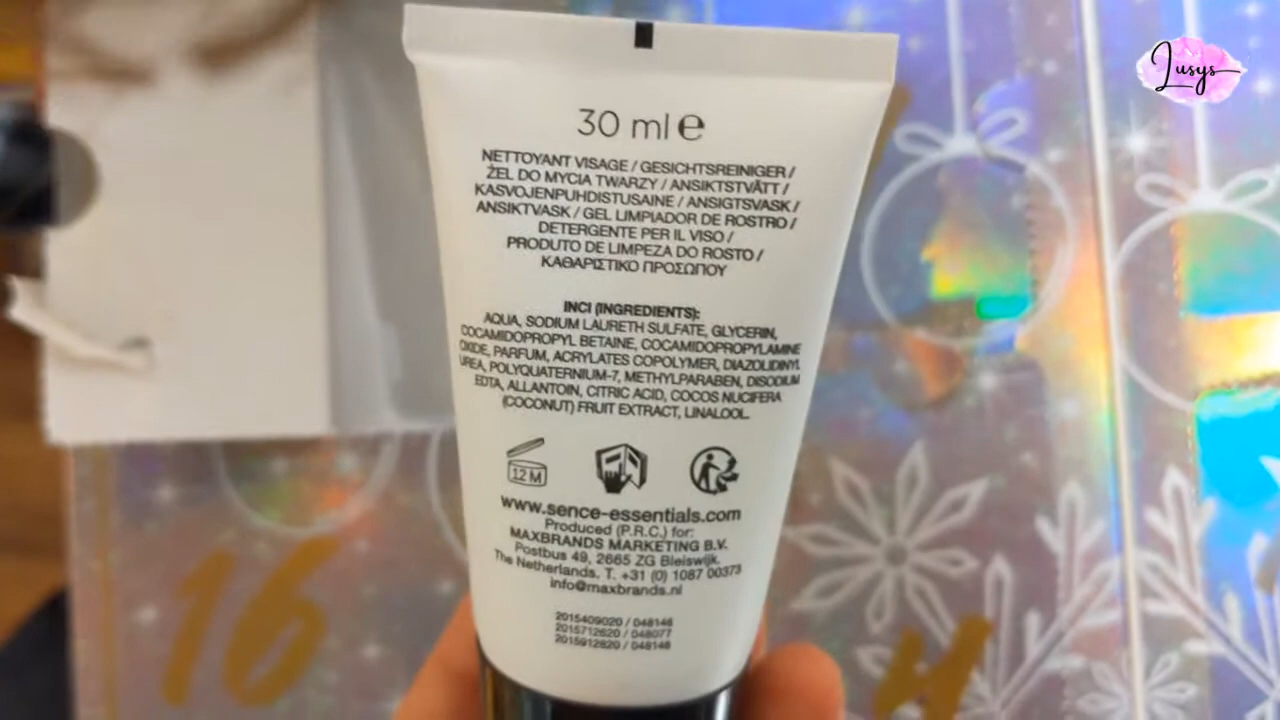 Lusys
30 ml e
NETTOYANT VISAGE / GESICHTSREINIGER /
ŻEL DO MYCIA TWARZY / ANSIKTSTVÄTT /
KASVOJENPUHDISTUSAINE / ANSIGTSVASK /
ANSIKTVASK / GEL LIMPIADOR DE ROSTRO /
DETERGENTE PER IL VISO /
PRODUTO DE LIMPEZA DO ROSTO /
ΚΑΘΑΡΙΣΤΙΚΟ ΠΡΟΣΩΠΟΥ
INCI (INGREDIENTS):
AQUA, SODIUM LAURETH SULFATE, GLYCERIN,
COCAMIDOPROPYL BETAINE, COCAMIDOPROPYLAMINE
OXIDE, PARFUM, ACRYLATES COPOLYMER, DIAZOLIDINYL
UREA, POLYQUATERNIUM-7, METHYLPARABEN, DISODIUM
EDTA, ALLANTOIN, CITRIC ACID, COCOS NUCIFERA
(COCONUT) FRUIT EXTRACT, LINALOOL.
12 M
www.sence-essentials.com
Produced (P.R.C.) for:
MAXBRANDS MARKETING B.V.
Postbus 49, 2665 ZG Bleiswijk.
The Netherlands. T. +31 (0) 1087 00373
info@maxbrands.nl
2015409020 / 048146
2015712620 / 048077
2015912820 / 048148
16